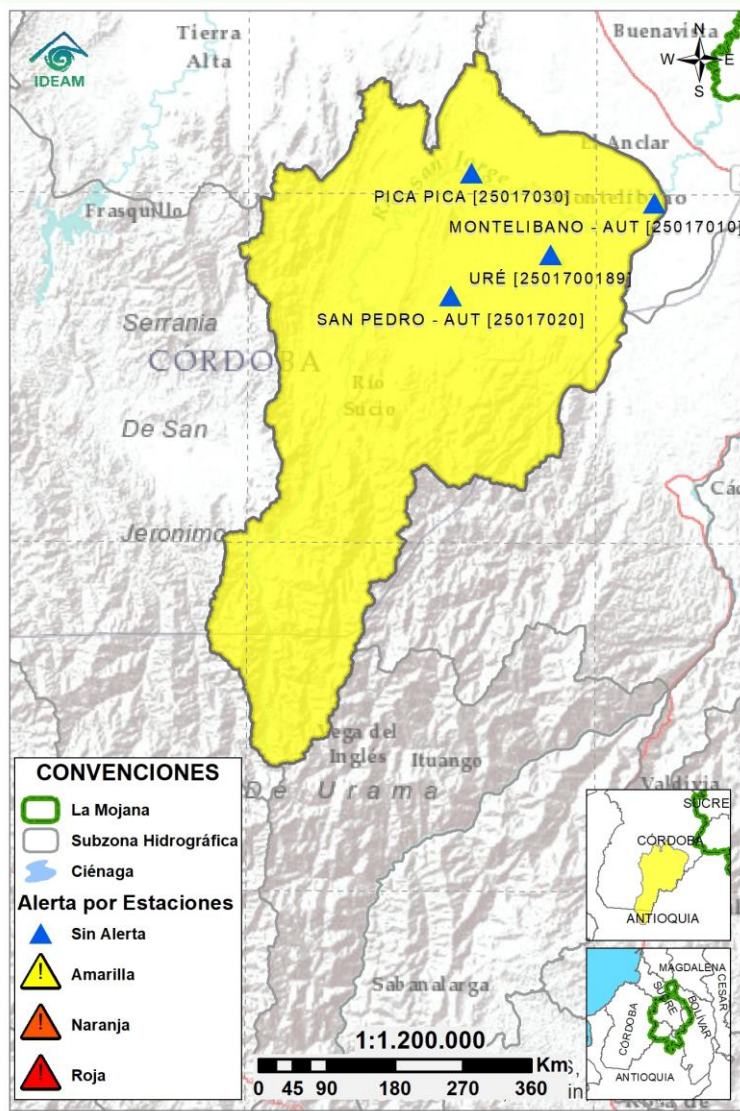 IDEAM
Tierra
Alta
Buenavista
N
W E
S
El Anclar
PICA PICA [25017030]
Frasquillo
MONTELIBANO - AUT [25017010]
URÉ [2501700189]
SAN PEDRO - AUT [25017020]
Serrania
CÓRDOBA
Río
Sucio
De San
Jeronimo
Ituango
Ingles
De Urama
Valdivia
Sabanalarga
CONVENCIONES
La Mojana
Subzona Hidrográfica
Ciénaga
Alerta por Estaciones
Sin Alerta
! Amarilla
! Naranja
! Roja
SUCRE
CÓRDOBA
ANTIOQUIA
MAGDALENA
CESAR
SUCRE
BOLÍVAR
CÓRDOBA
ANTIOQUIA
1:1.200.000
Km
0 45 90 180 270 360